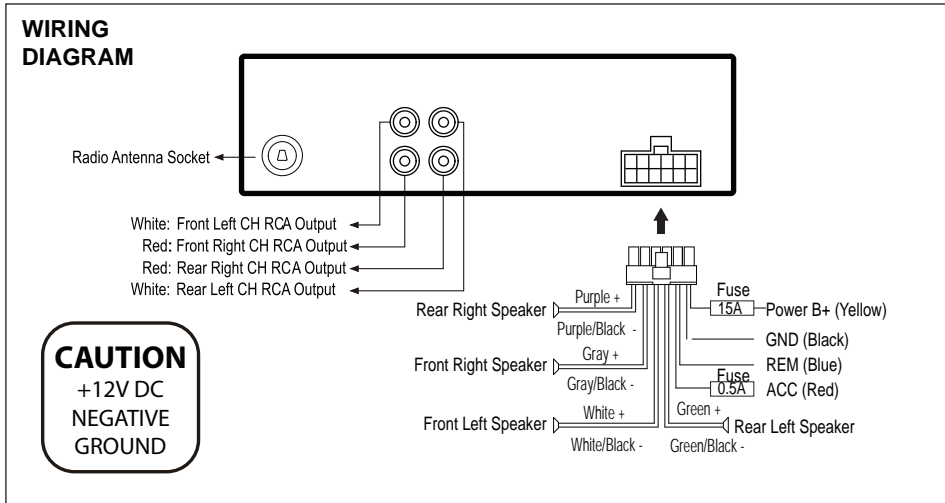 WIRING
DIAGRAM
Radio Antenna Socket
White: Front Left CH RCA Output
Red: Front Right CH RCA Output
Red: Rear Right CH RCA Output
White: Rear Left CH RCA Output
CAUTION
+12V DC
NEGATIVE
GROUND
Rear Right Speaker
Purple +
Purple/Black -
Front Right Speaker
Gray +
Gray/Black -
Front Left Speaker
White +
White/Black -
Fuse
15A
Power B+ (Yellow)
GND (Black)
REM (Blue)
Fuse
0.5A
ACC (Red)
Green +
Rear Left Speaker
Green/Black -